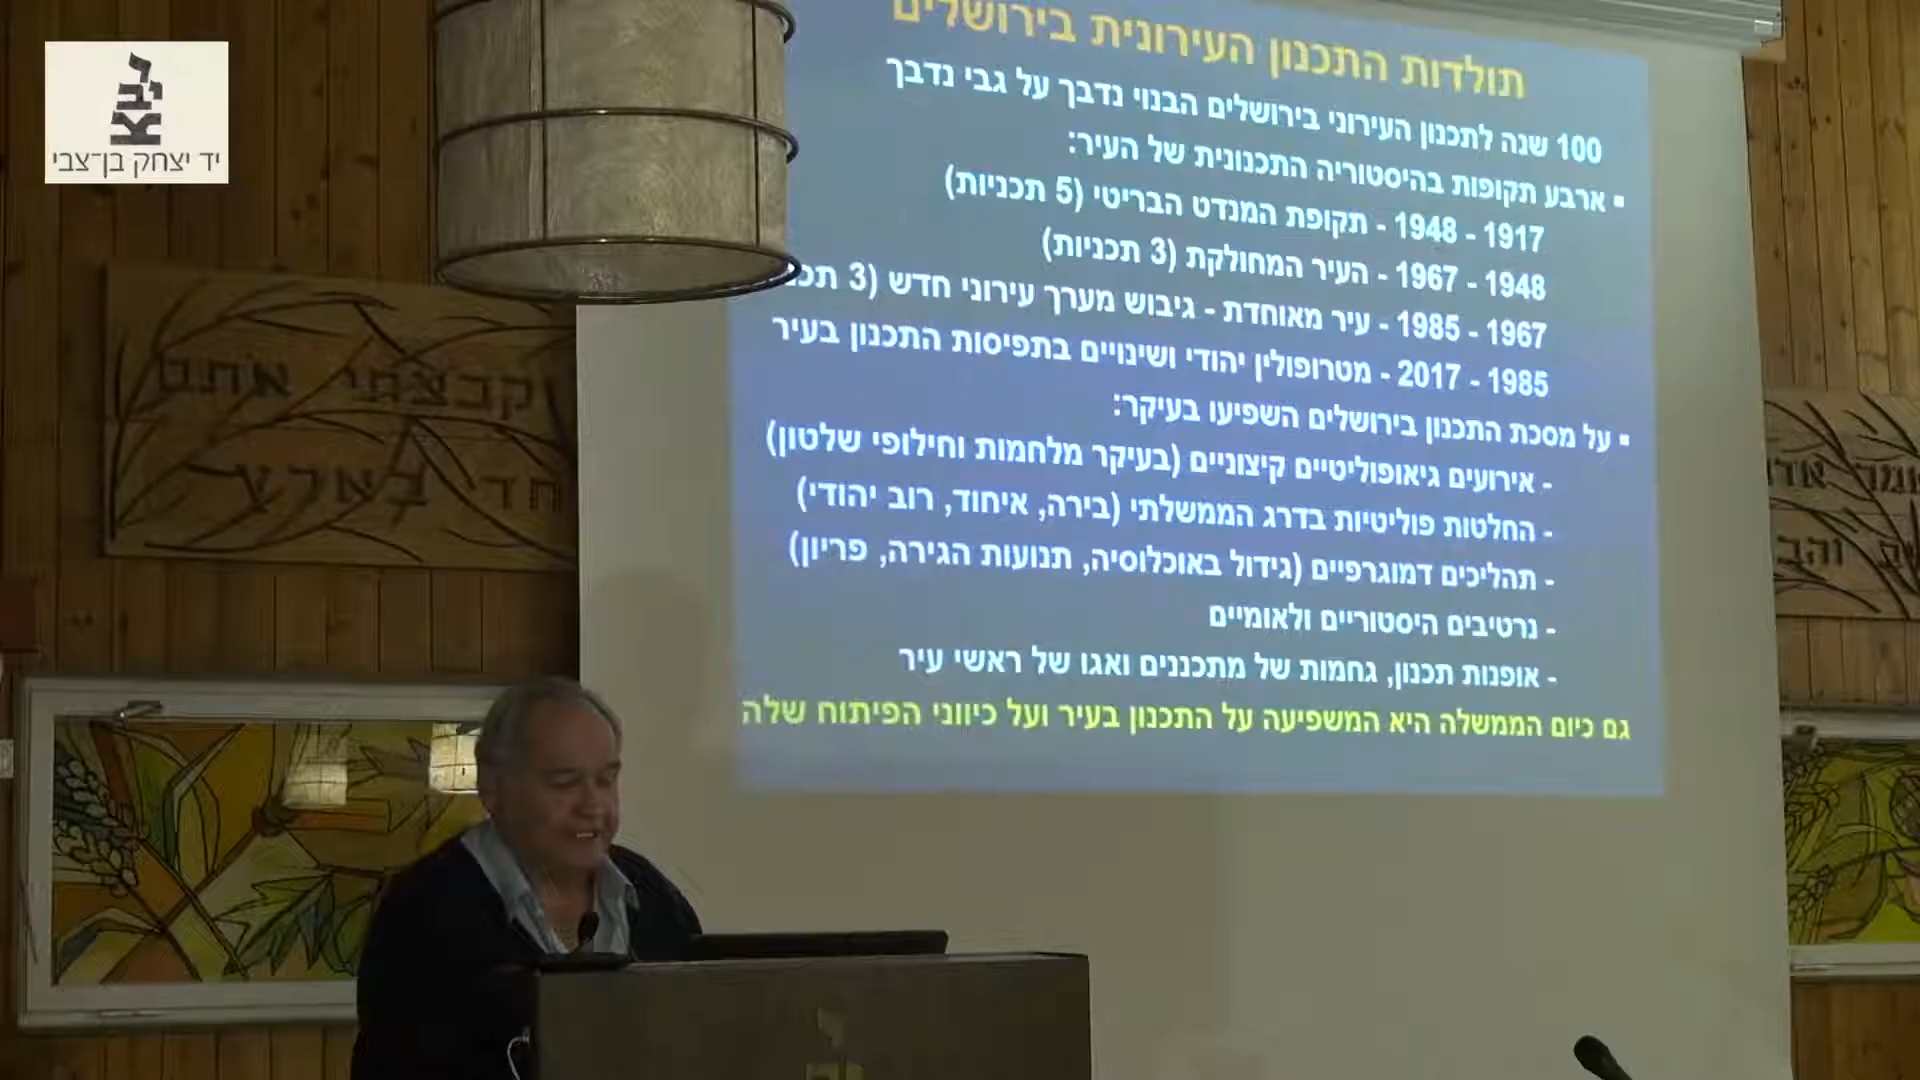 יד יצחק בן־צבי
תולדות התכנון העירונית בירושלים
100 שנה לתכנון העירוני בירושלים הבנוי נדבך על גבי נדבך
▪ ארבע תקופות בהיסטוריה התכנונית של העיר:
1917 - 1948 - תקופת המנדט הבריטי (5 תכניות)
1948 - 1967 - העיר המחולקת (3 תכניות)
1967 - 1985 - עיר מאוחדת - גיבוש מערך עירוני חדש (3
1985 - 2017 - מטרופולין יהודי ושינויים בתפיסות התכנון בעיר
▪ על מסכת התכנון בירושלים השפיעו בעיקר:
- אירועים גיאופוליטיים קיצוניים (בעיקר מלחמות וחילופי שלטון)
- החלטות פוליטיות בדרג הממשלתי (בירה, איחוד, רוב יהודי)
- תהליכים דמוגרפיים (גידול באוכלוסיה, תנועות הגירה, פריון)
- נרטיבים היסטוריים ולאומיים
- אופנות תכנון, גחמות של מתכננים ואגו של ראשי עיר
גם כיום הממשלה היא המשפיעה על התכנון בעיר ועל כיווני הפיתוח שלה
קבצתי אתם
בארץ